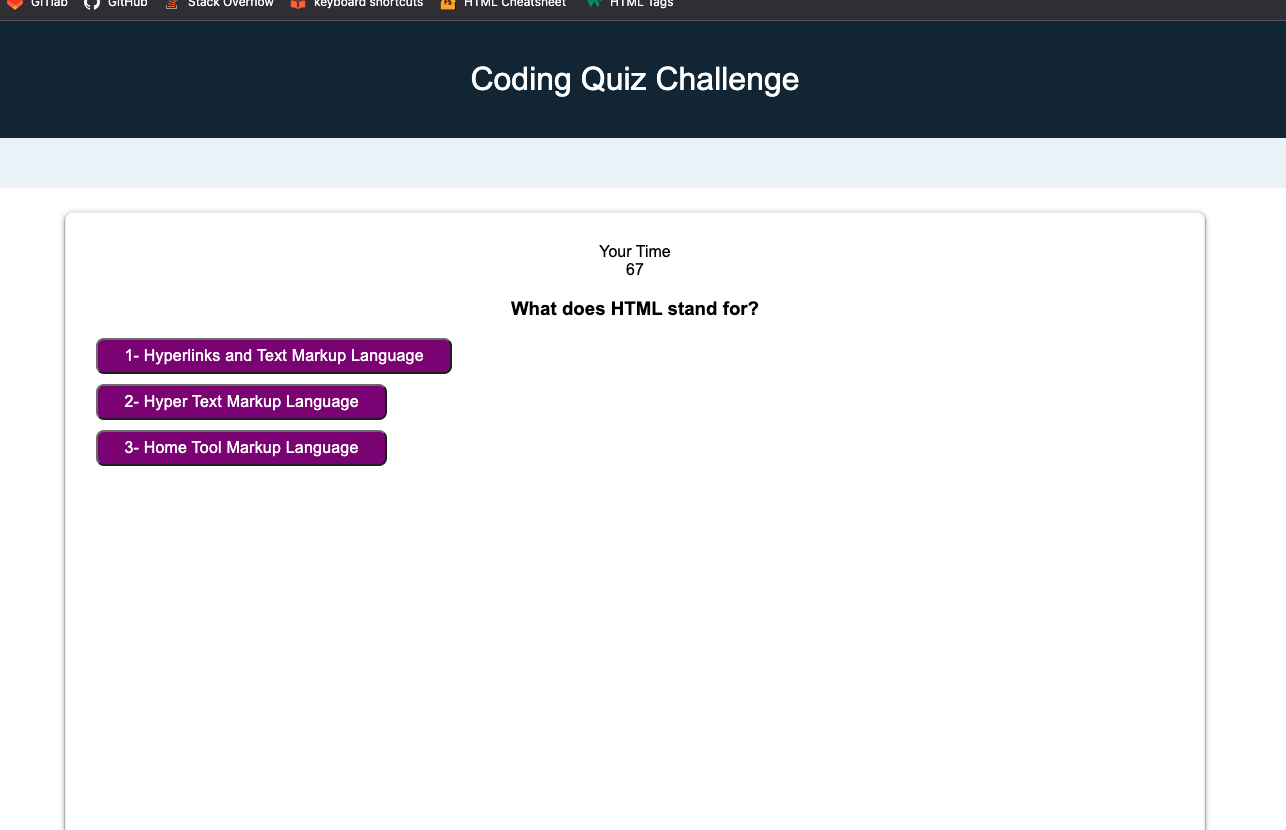 GITlab GitHub Stack Overflow keyboard shortcuts HTML Cheatsheet HTML Tags
Coding Quiz Challenge
Your Time
67
What does HTML stand for?
1- Hyperlinks and Text Markup Language
2- Hyper Text Markup Language
3- Home Tool Markup Language